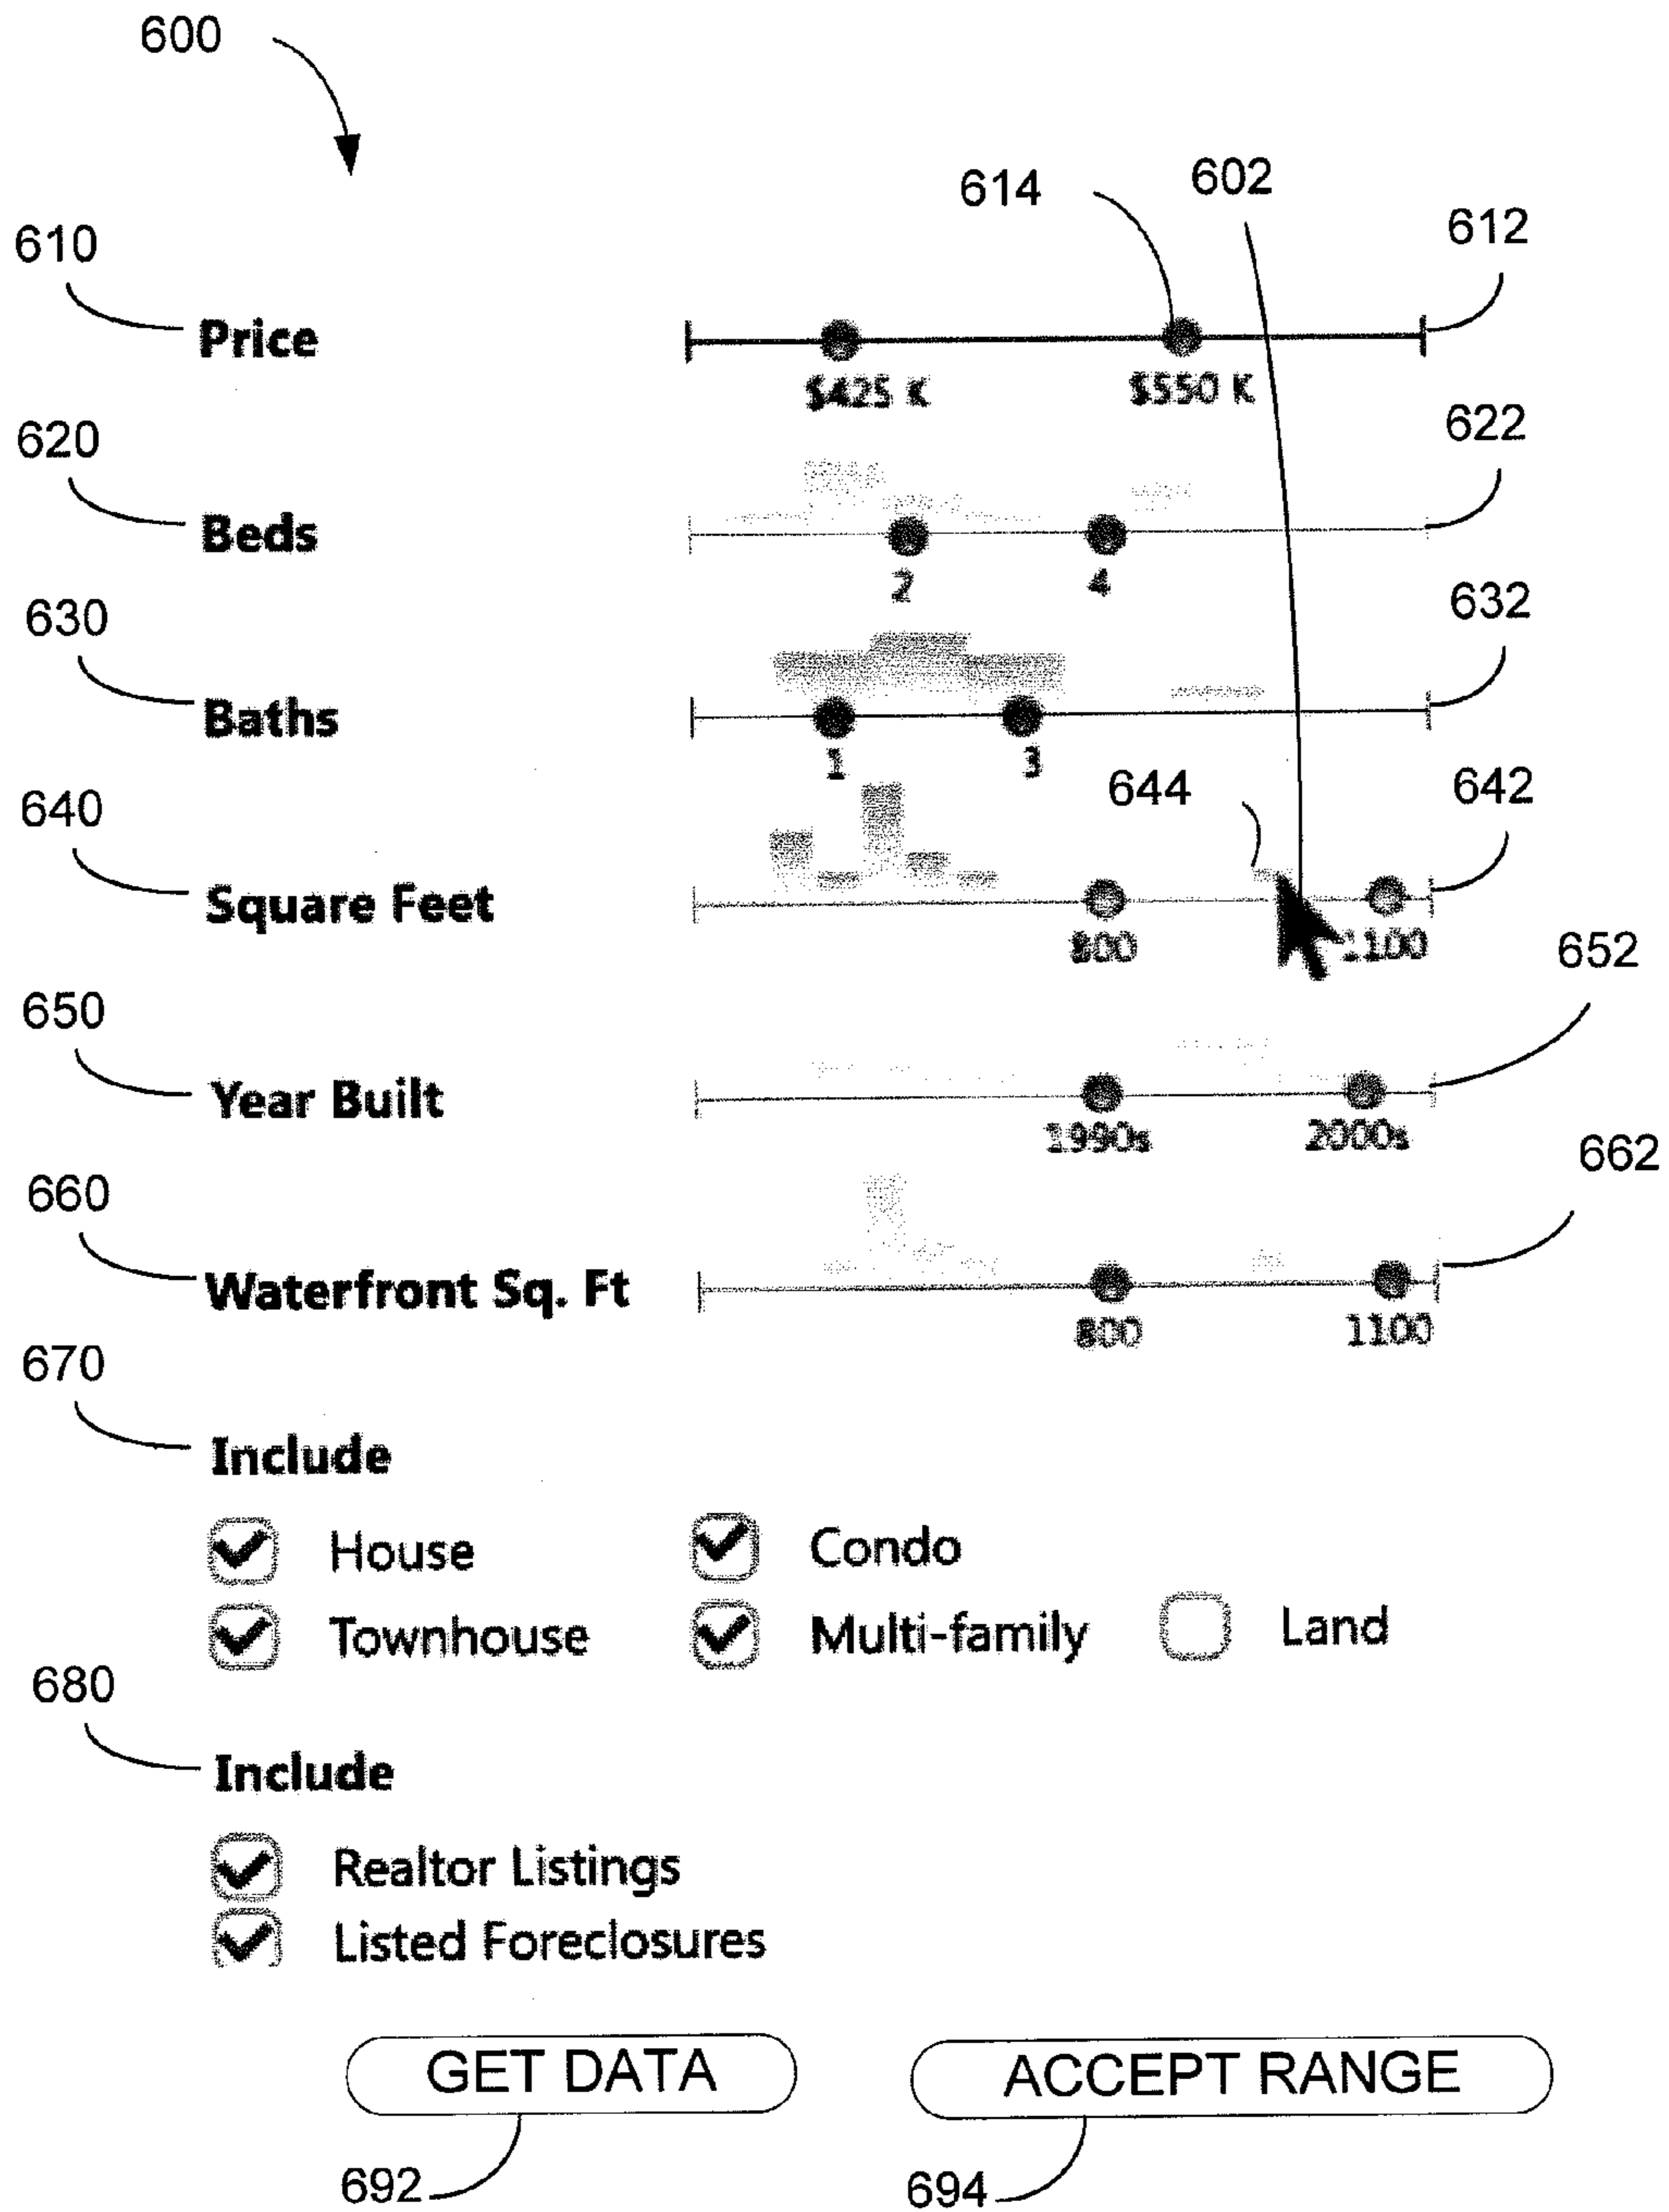 600
614 602
610 612
Price
$425 K $550 K
620 622
Beds
2 4
630 632
Baths
1 3
640 644 642
Square Feet
800 1100
650 652
Year Built
1990s 2000s
660 662
Waterfront Sq. Ft
800 1100
670
Include
House Condo
Townhouse Multi-family Land
680
Include
Realtor Listings
Listed Foreclosures
GET DATA ACCEPT RANGE
692 694